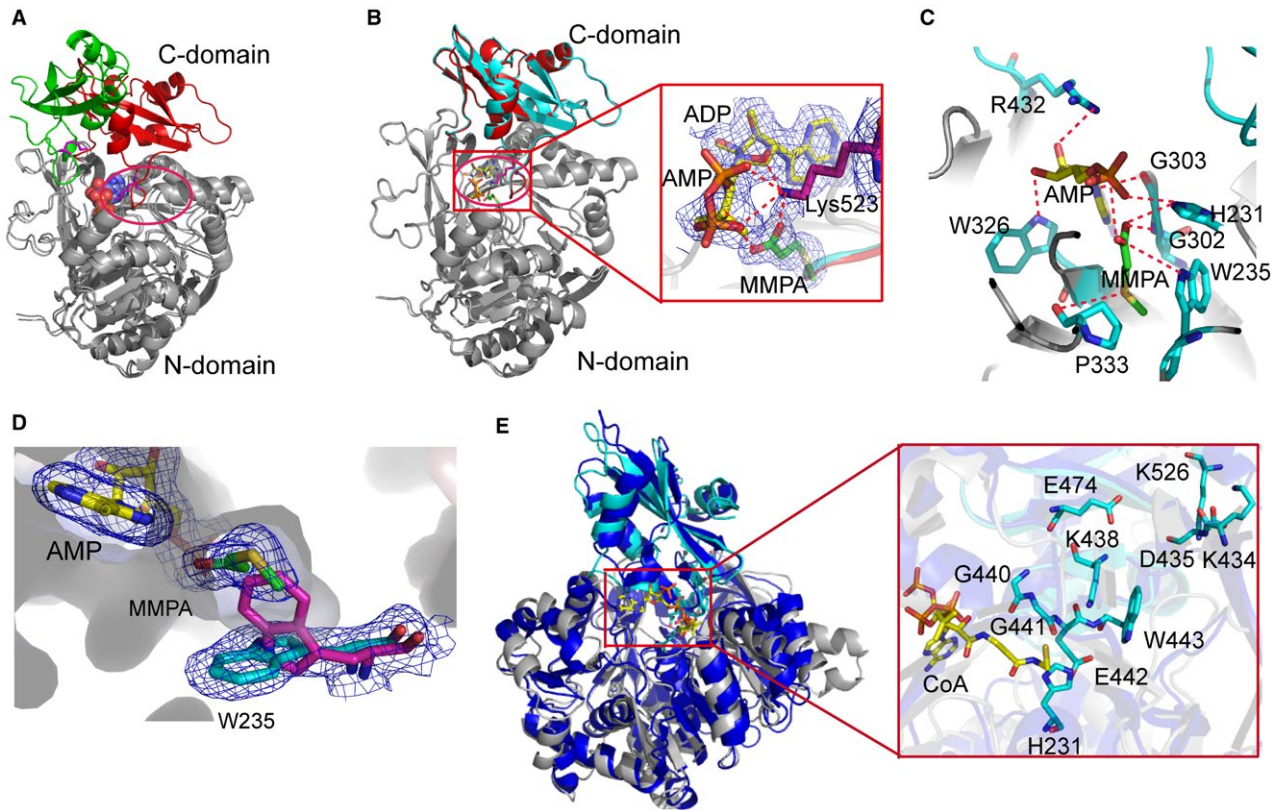 A
C-domain
N-domain
B
C-domain
N-domain
ADP
AMP
Lys523
MMPA
C
R432
G303
AMP
H231
W326
G302
MMPA
W235
P333
D
AMP
MMPA
W235
E
K526
E474
K438
D435
K434
G440
G441
W443
CoA
E442
H231